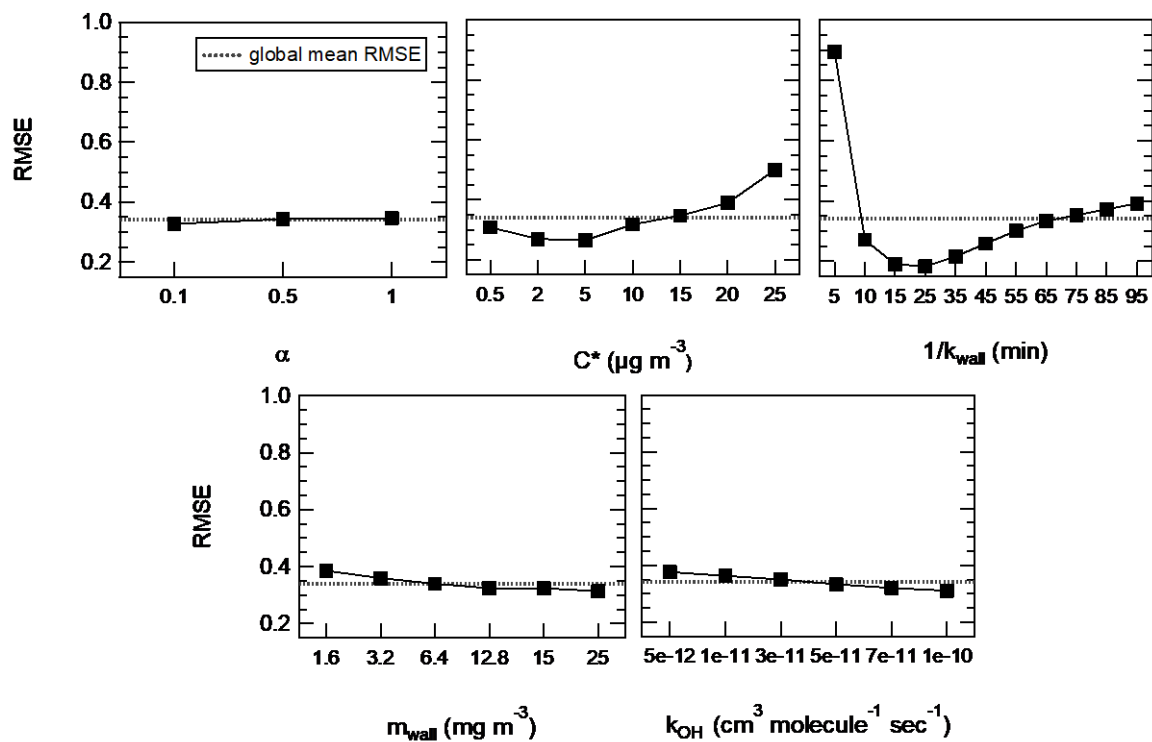 1.0
0.8
0.6
0.4
0.2
RMSE
global mean RMSE
0.1 0.5 1
α
0.5 2 5 10 15 20 25
C* (µg m⁻³)
5 10 15 25 35 45 55 65 75 85 95
1/k_wall (min)
1.0
0.8
0.6
0.4
0.2
RMSE
1.6 3.2 6.4 12.8 15 25
m_wall (mg m⁻³)
5e-12 1e-11 3e-11 5e-11 7e-11 1e-10
k_OH (cm³ molecule⁻¹ sec⁻¹)